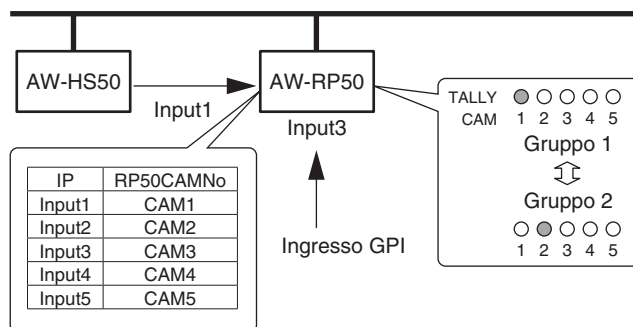 AW-HS50
AW-RP50
Input1
Input3
Ingresso GPI
IP RP50CAMNo
Input1 CAM1
Input2 CAM2
Input3 CAM3
Input4 CAM4
Input5 CAM5
TALLY
CAM 1 2 3 4 5
Gruppo 1
Gruppo 2
1 2 3 4 5